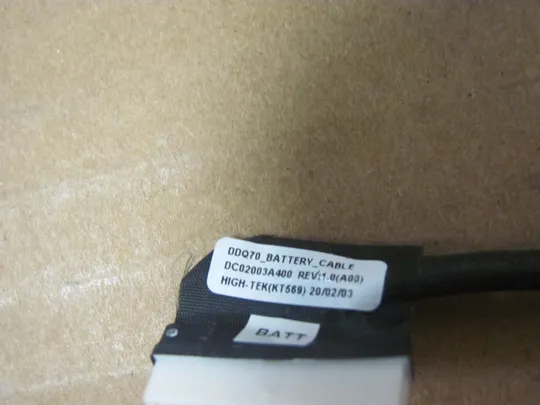 DDQ70_BATTERY_CABLE
DC02003A400 REV:1.0(A00)
HIGH-TEK(KT569) 20/02/03
BATT